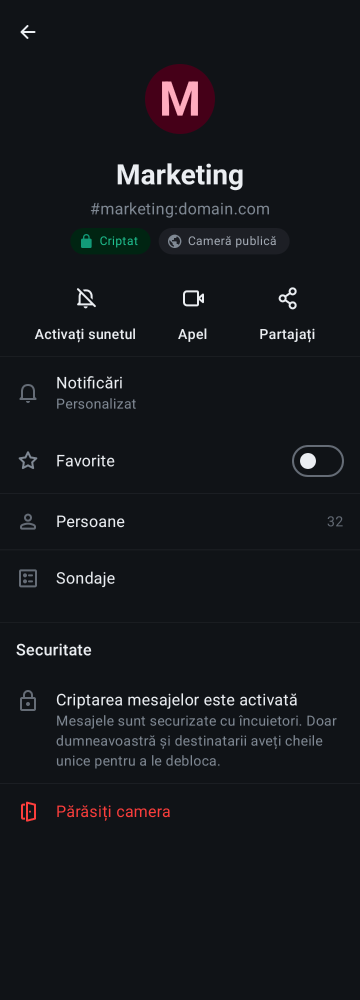 M
Marketing
#marketing:domain.com
Criptat
Cameră publică
Activați sunetul
Apel
Partajați
Notificări
Personalizat
Favorite
Persoane
32
Sondaje
Securitate
Criptarea mesajelor este activată
Mesajele sunt securizate cu încuietori. Doar
dumneavoastră și destinatarii aveți cheile
unice pentru a le debloca.
Părăsiți camera